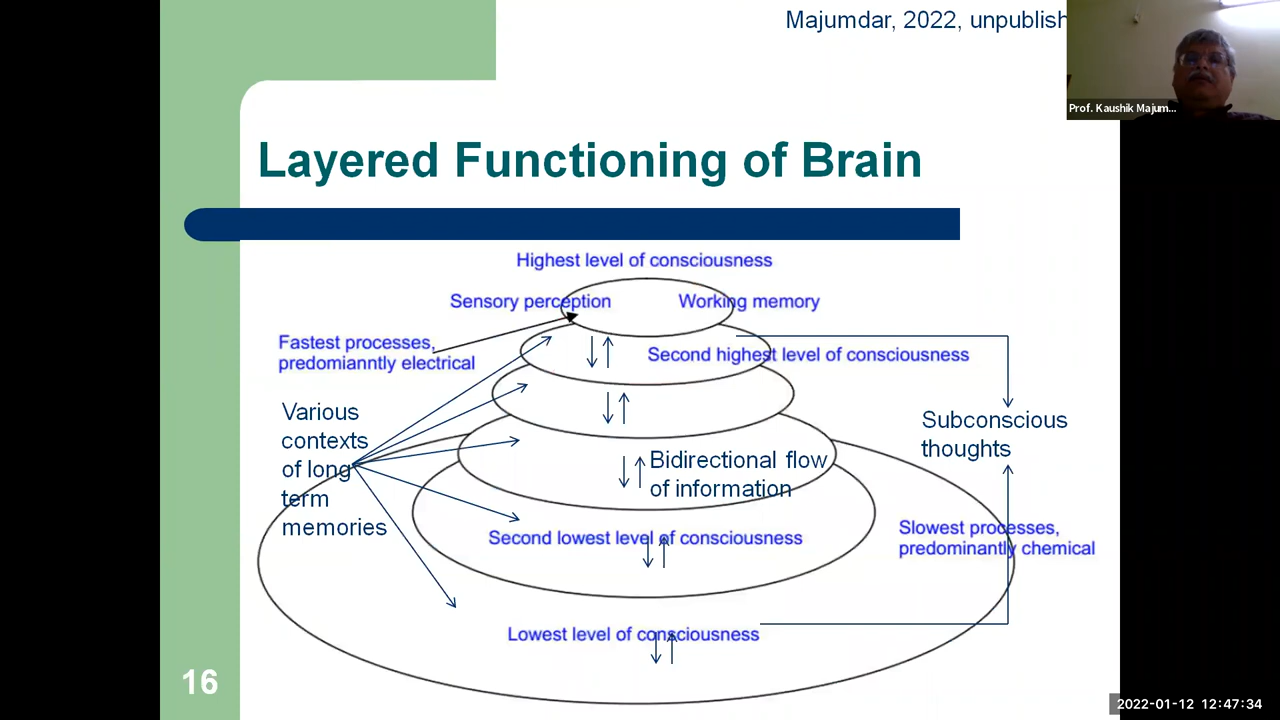 Majumdar, 2022, unpublish
Prof. Kaushik Majum...
Layered Functioning of Brain
Highest level of consciousness
Sensory perception
Working memory
Fastest processes,
predomianntly electrical
Second highest level of consciousness
Various
contexts
of long
term
memories
Subconscious
thoughts
Bidirectional flow
of information
Slowest processes,
predominantly chemical
Second lowest level of consciousness
Lowest level of consciousness
16
2022-01-12 12:47:34